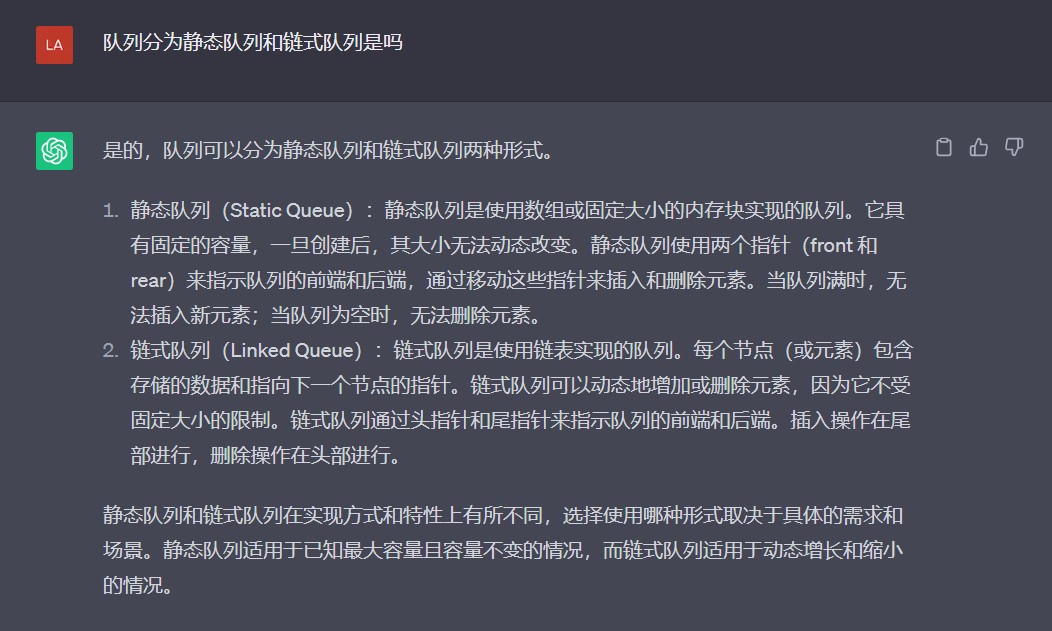 LA
队列分为静态队列和链式队列是吗
是的，队列可以分为静态队列和链式队列两种形式。
1. 静态队列（Static Queue）：静态队列是使用数组或固定大小的内存块实现的队列。它具
有固定的容量，一旦创建后，其大小无法动态改变。静态队列使用两个指针（front 和
rear）来指示队列的前端和后端，通过移动这些指针来插入和删除元素。当队列满时，无
法插入新元素；当队列为空时，无法删除元素。
2. 链式队列（Linked Queue）：链式队列是使用链表实现的队列。每个节点（或元素）包含
存储的数据和指向下一个节点的指针。链式队列可以动态地增加或删除元素，因为它不受
固定大小的限制。链式队列通过头指针和尾指针来指示队列的前端和后端。插入操作在尾
部进行，删除操作在头部进行。
静态队列和链式队列在实现方式和特性上有所不同，选择使用哪种形式取决于具体的需求和
场景。静态队列适用于已知最大容量且容量不变的情况，而链式队列适用于动态增长和缩小
的情况。